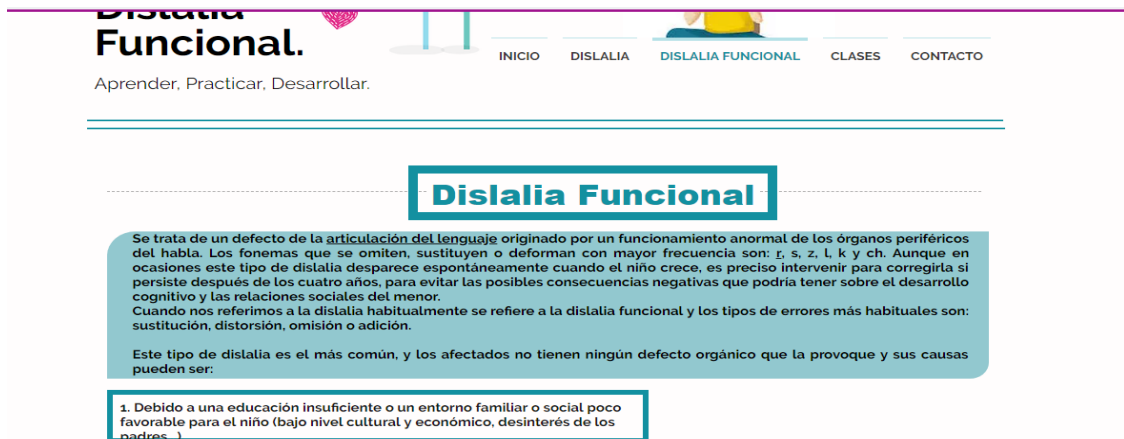 Dislalia
Funcional.
Aprender, Practicar, Desarrollar.
INICIO DISLALIA DISLALIA FUNCIONAL CLASES CONTACTO
Dislalia Funcional
Se trata de un defecto de la articulación del lenguaje originado por un funcionamiento anormal de los órganos periféricos
del habla. Los fonemas que se omiten, sustituyen o deforman con mayor frecuencia son: r, s, z, l, k y ch. Aunque en
ocasiones este tipo de dislalia desparece espontáneamente cuando el niño crece, es preciso intervenir para corregirla si
persiste después de los cuatro años, para evitar las posibles consecuencias negativas que podría tener sobre el desarrollo
cognitivo y las relaciones sociales del menor.
Cuando nos referimos a la dislalia habitualmente se refiere a la dislalia funcional y los tipos de errores más habituales son:
sustitución, distorsión, omisión o adición.
Este tipo de dislalia es el más común, y los afectados no tienen ningún defecto orgánico que la provoque y sus causas
pueden ser:
1. Debido a una educación insuficiente o un entorno familiar o social poco
favorable para el niño (bajo nivel cultural y económico, desinterés de los
padres...)